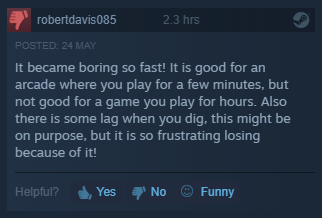 robertdavis085 2.3 hrs
POSTED: 24 MAY
It became boring so fast! It is good for an
arcade where you play for a few minutes, but
not good for a game you play for hours. Also
there is some lag when you dig, this might be
on purpose, but it is so frustrating losing
because of it!
Helpful? Yes No Funny